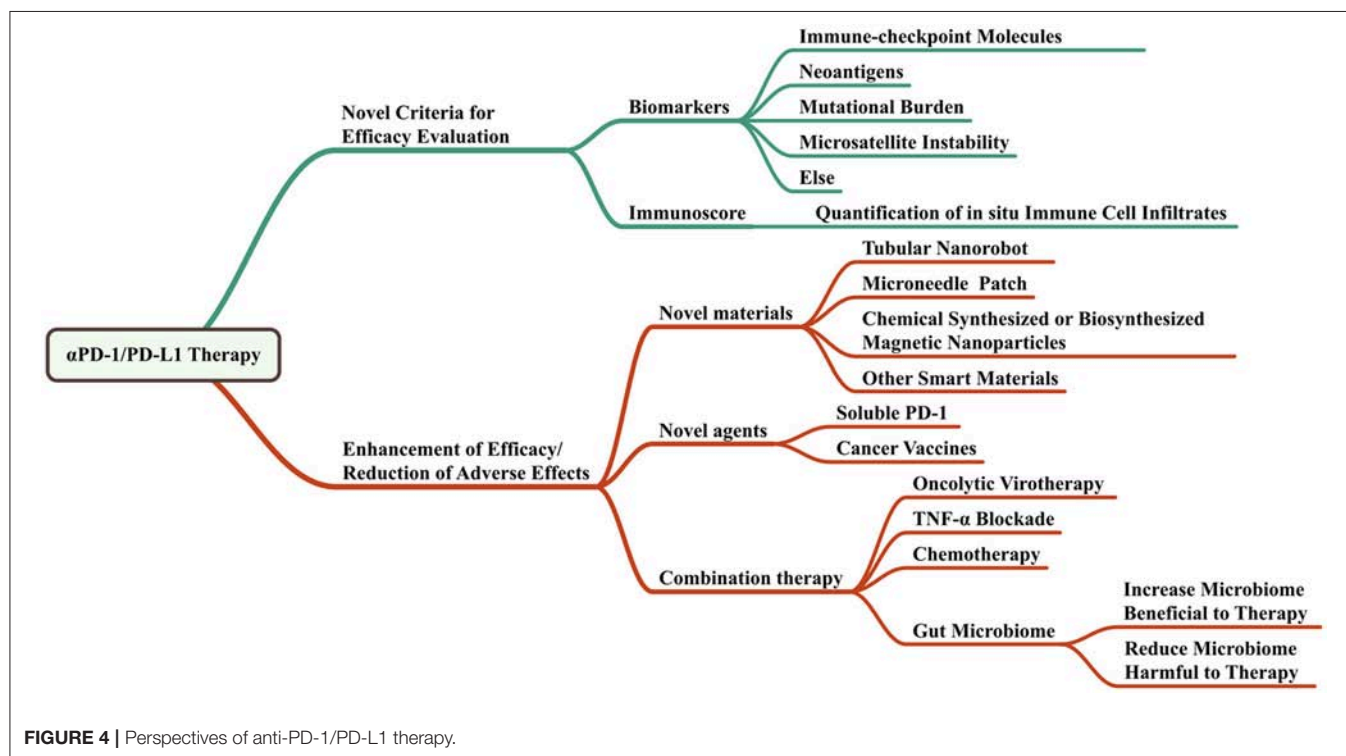 Immune-checkpoint Molecules
Neoantigens
Novel Criteria for
Efficacy Evaluation
Biomarkers
Mutational Burden
Microsatellite Instability
Else
Immunoscore
Quantification of in situ Immune Cell Infiltrates
Tubular Nanorobot
Microneedle Patch
Novel materials
Chemical Synthesized or Biosynthesized
Magnetic Nanoparticles
Other Smart Materials
αPD-1/PD-L1 Therapy
Enhancement of Efficacy/
Reduction of Adverse Effects
Novel agents
Soluble PD-1
Cancer Vaccines
Oncolytic Virotherapy
TNF-α Blockade
Chemotherapy
Combination therapy
Gut Microbiome
Increase Microbiome
Beneficial to Therapy
Reduce Microbiome
Harmful to Therapy
FIGURE 4 | Perspectives of anti-PD-1/PD-L1 therapy.